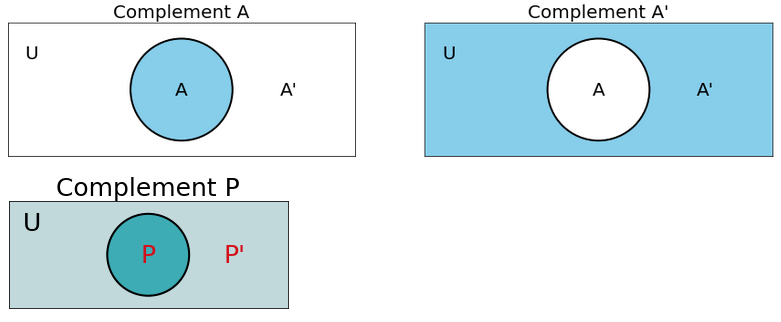 Complement A
U
A
A'
Complement A'
U
A
A'
Complement P
U
P
P'